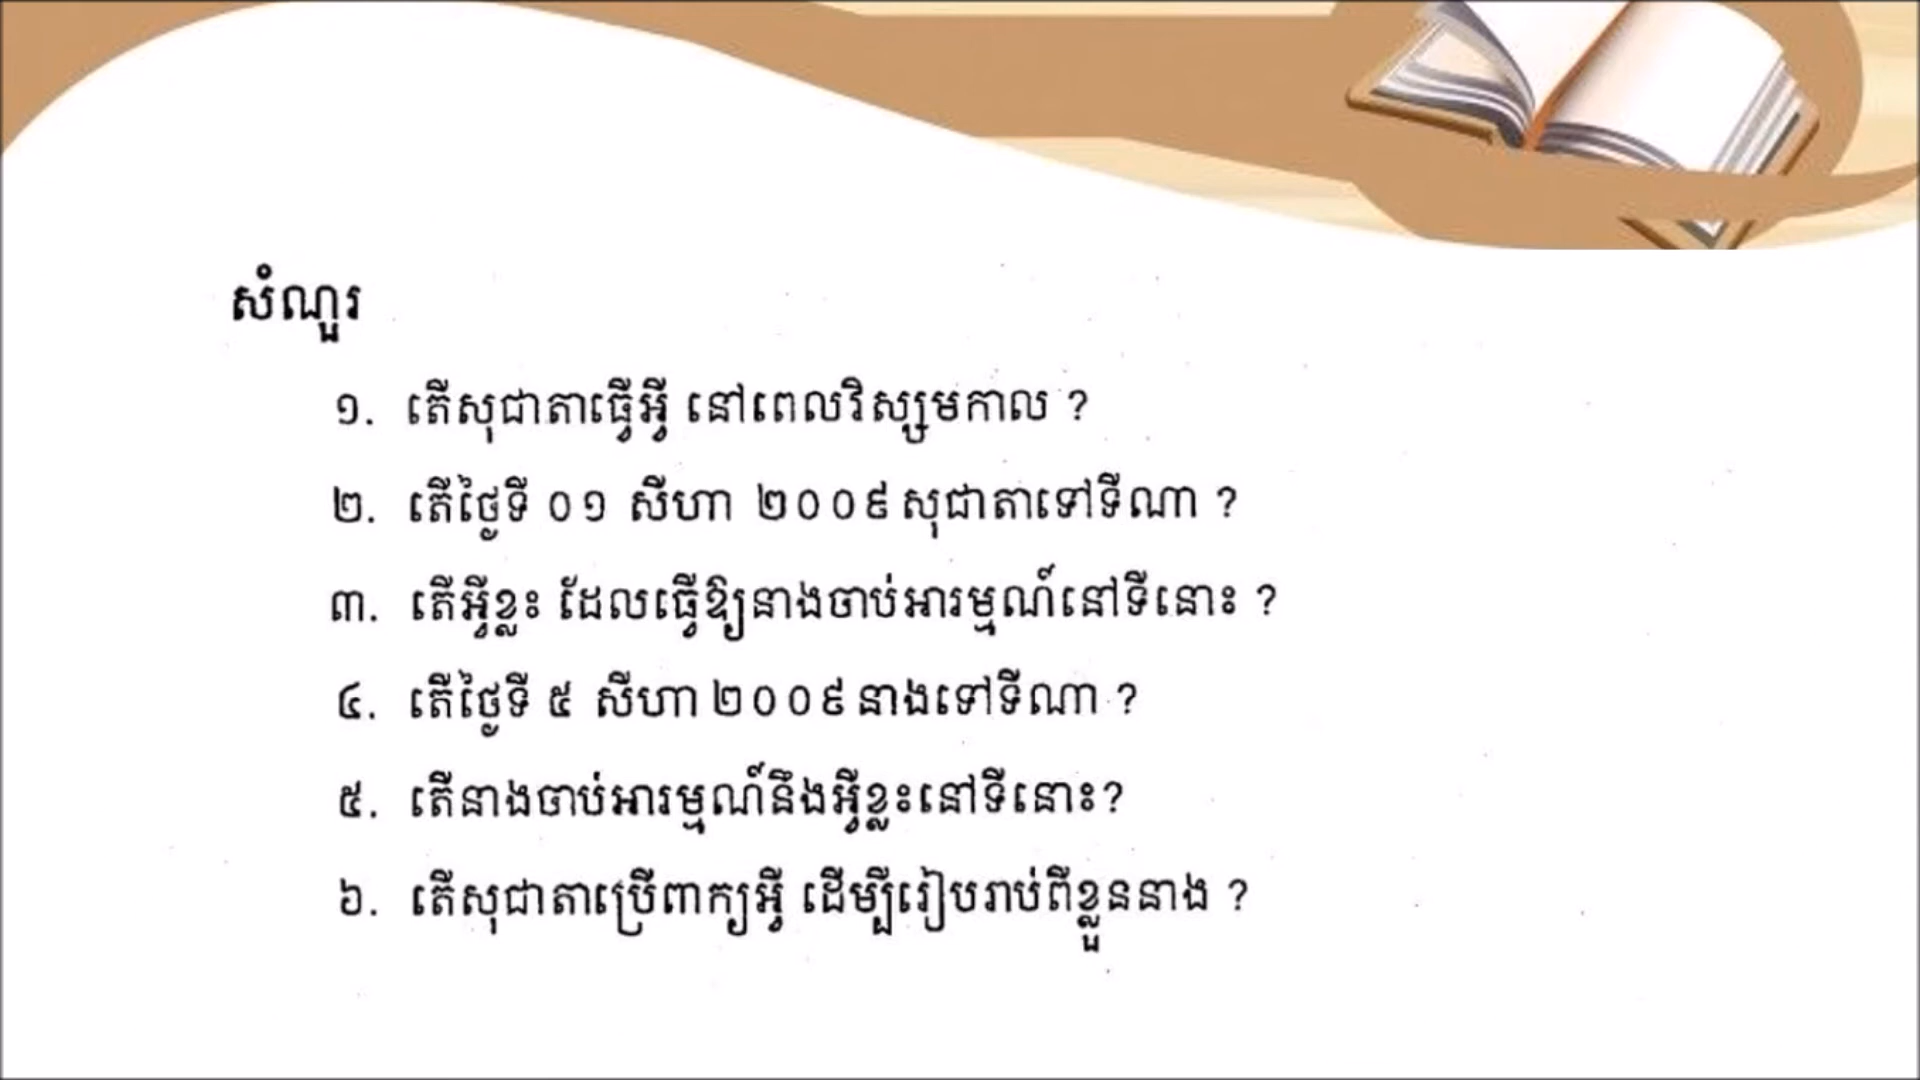 សំណួរ
១. តើសុជាតាធ្វើអ្វី នៅពេលវិស្សមកាល ?
២. តើថ្ងៃទី ០១ សីហា ២០០៩ សុជាតាទៅទីណា ?
៣. តើអ្វីខ្លះ ដែលធ្វើឱ្យនាងចាប់អារម្មណ៍នៅទីនោះ ?
៤. តើថ្ងៃទី ៥ សីហា ២០០៩ នាងទៅទីណា ?
៥. តើនាងចាប់អារម្មណ៍នឹងអ្វីខ្លះនៅទីនោះ?
៦. តើសុជាតាប្រើពាក្យអ្វី ដើម្បីរៀបរាប់ពីខ្លួននាង ?